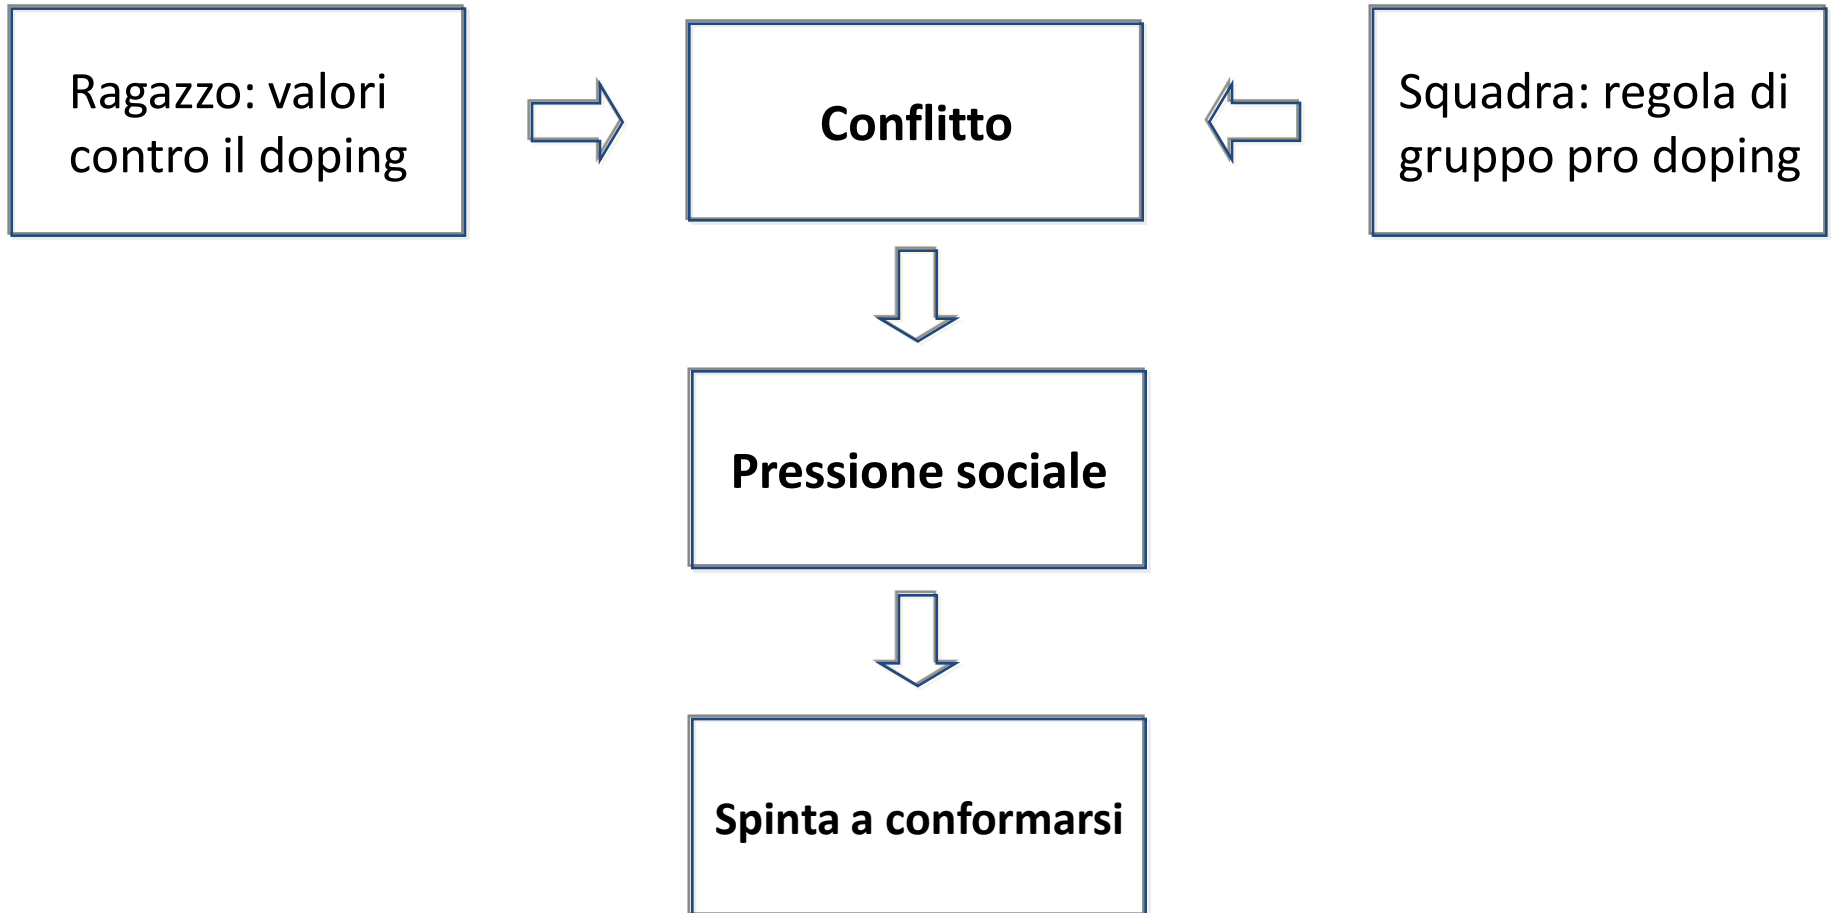 Ragazzo: valori
contro il doping
Conflitto
Squadra: regola di
gruppo pro doping
Pressione sociale
Spinta a conformarsi